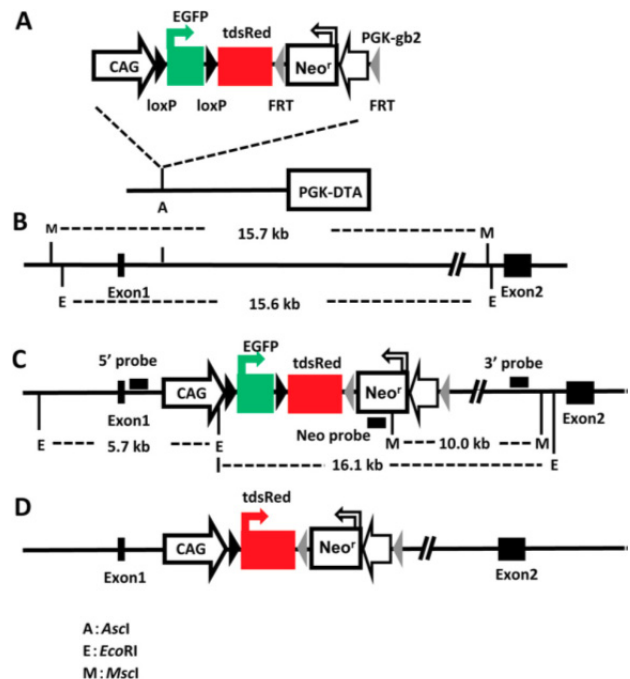 A
EGFP
tdsRed
PGK-gb2
CAG
Neoʳ
loxP loxP FRT FRT
PGK-DTA
A
B
M 15.7 kb M
E Exon1 15.6 kb E Exon2
C
5' probe EGFP tdsRed 3' probe
CAG Neoʳ
Exon1 Neo probe Exon2
E 5.7 kb E M 10.0 kb M
16.1 kb E
D
tdsRed
CAG Neoʳ
Exon1 Exon2
A: AscI
E: EcoRI
M: MscI